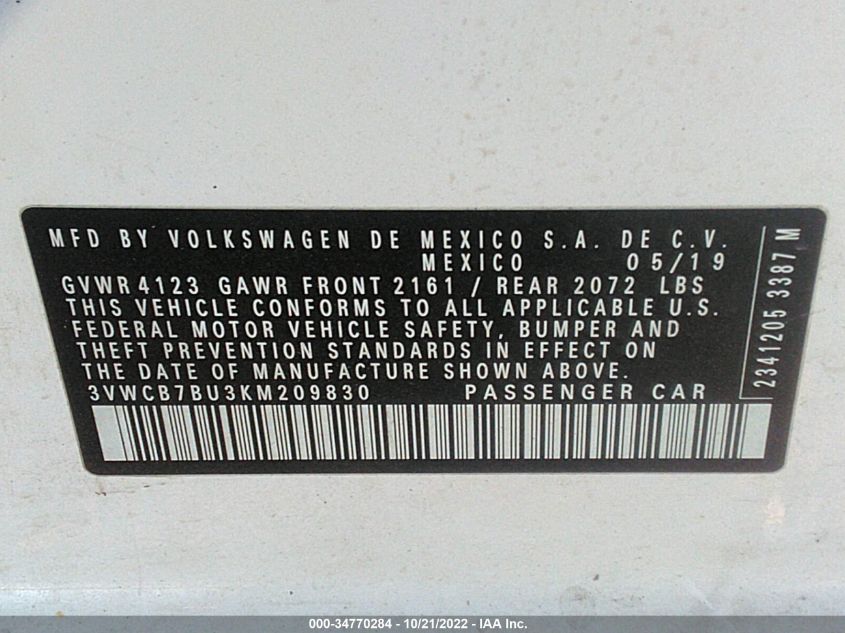 MFD BY VOLKSWAGEN DE MEXICO S.A. DE C.V.
MEXICO 05/19
GVWR 4123 GAWR FRONT 2161 / REAR 2072 LBS
THIS VEHICLE CONFORMS TO ALL APPLICABLE U.S.
FEDERAL MOTOR VEHICLE SAFETY, BUMPER AND
THEFT PREVENTION STANDARDS IN EFFECT ON
THE DATE OF MANUFACTURE SHOWN ABOVE.
3VWCB7BU3KM209830 PASSENGER CAR
2341205 3387 M
000-34770284 - 10/21/2022 - IAA Inc.